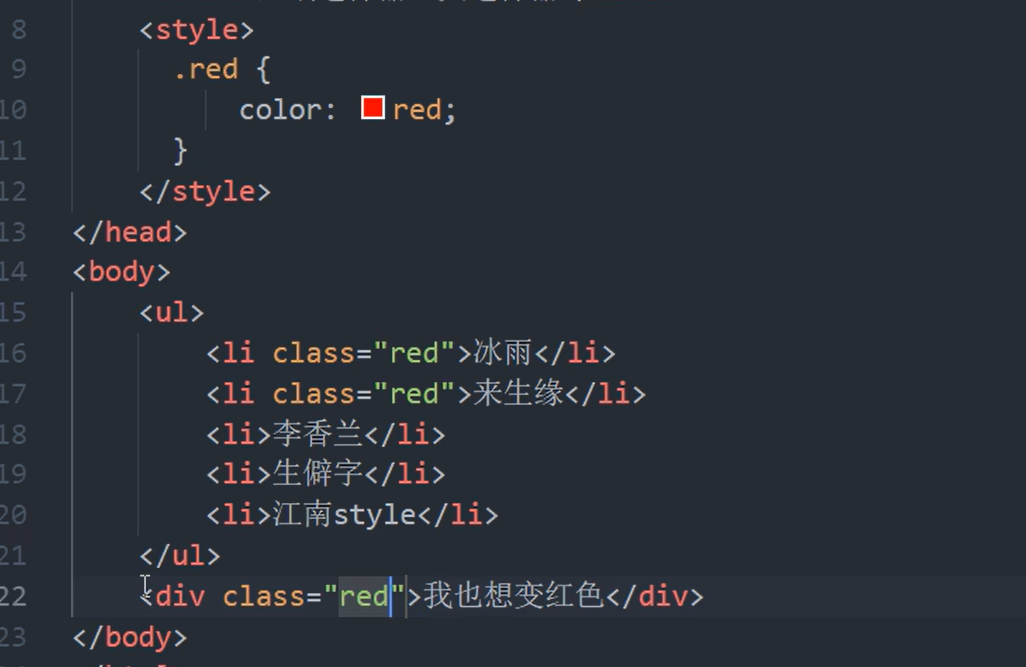 8 <style>
9 .red {
10 color: red;
11 }
12 </style>
13 </head>
14 <body>
15 <ul>
16 <li class="red">冰雨</li>
17 <li class="red">来生缘</li>
18 <li>李香兰</li>
19 <li>生僻字</li>
20 <li>江南style</li>
21 </ul>
22 <div class="red">我也想变红色</div>
23 </body>